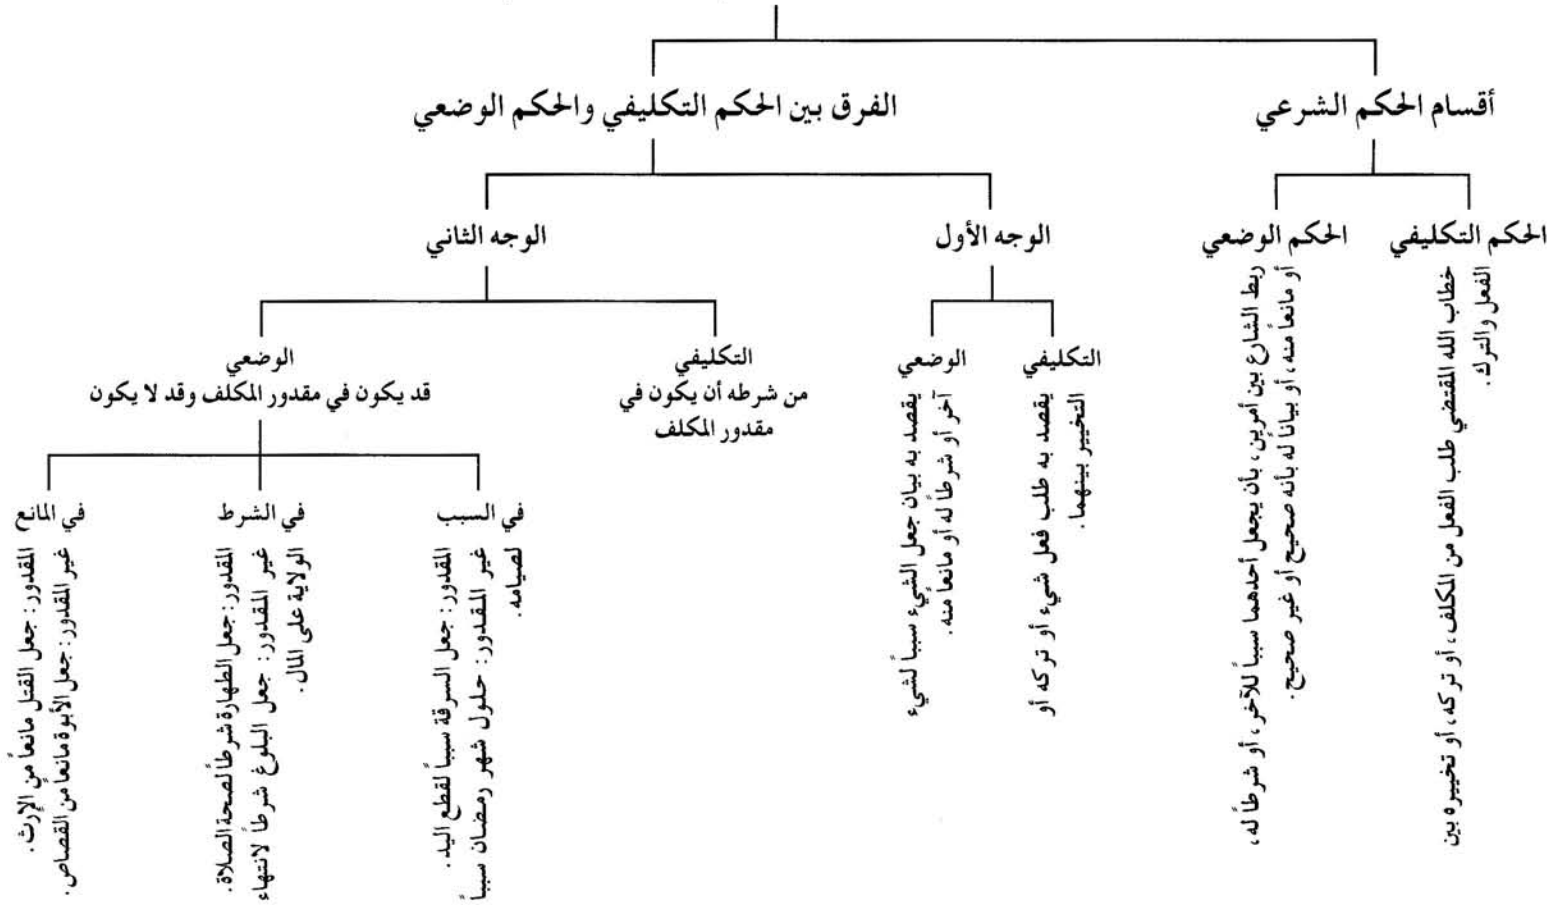 أقسام الحكم الشرعي
الحكم التكليفي
خطاب الله المقتضي طلب الفعل من المكلف، أو تركه، أو تخييره بين
الفعل والترك.
الحكم الوضعي
ربط الشارع بين أمرين، بأن يجعل أحدهما سبباً للآخر، أو شرطاً له،
أو مانعاً منه، أو بياناً له بأنه صحيح أو غير صحيح.
الفرق بين الحكم التكليفي والحكم الوضعي
الوجه الأول
التكليفي
يقصد به طلب فعل شيء أو تركه أو
التخيير بينهما.
الوضعي
يقصد به بيان جعل الشيء سبباً لشيء
آخر أو شرطاً له أو مانعاً منه.
الوجه الثاني
التكليفي
من شرطه أن يكون في
مقدور المكلف
الوضعي
قد يكون في مقدور المكلف وقد لا يكون
في السبب
المقدور: جعل السرقة سبباً لقطع اليد.
غير المقدور: حلول شهر رمضان سبباً
لصيامه.
في الشرط
المقدور: جعل الطهارة شرطاً لصحة الصلاة.
غير المقدور: جعل البلوغ شرطاً لانتهاء
الولاية على المال.
في المانع
المقدور: جعل القتل مانعاً من الإرث.
غير المقدور: جعل الأبوة مانعاً من القصاص.